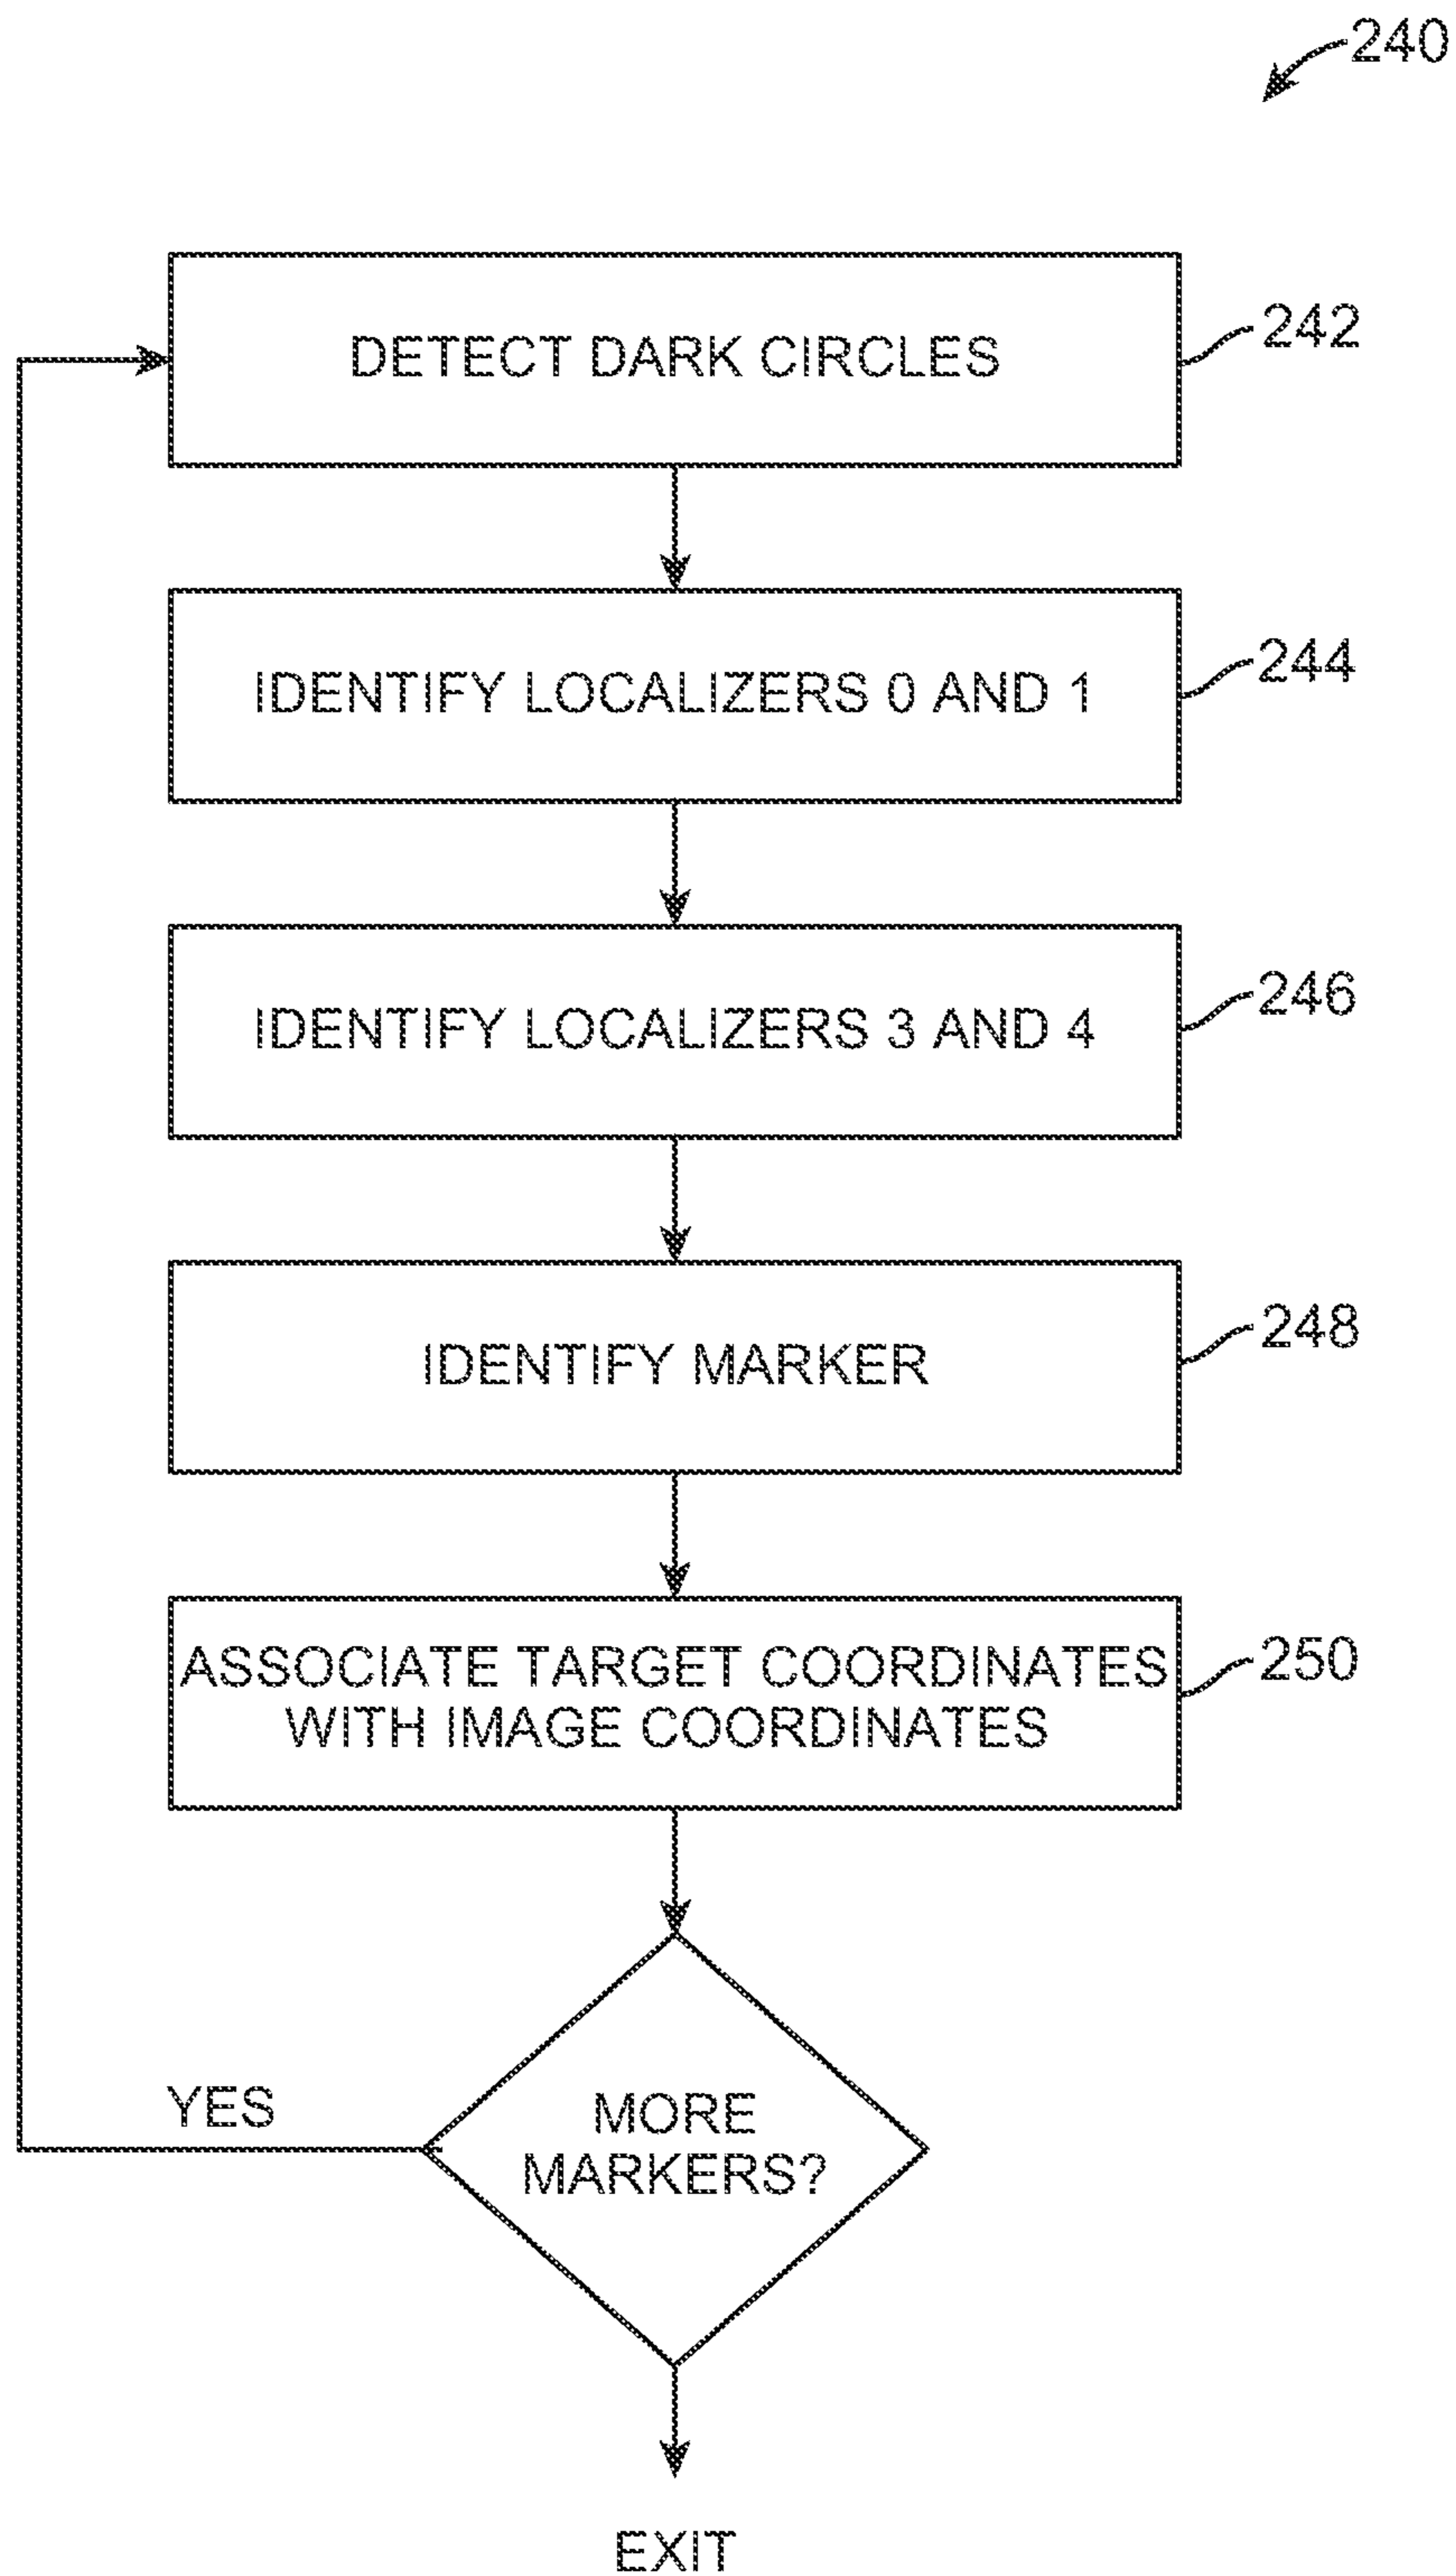 240
DETECT DARK CIRCLES
242
IDENTIFY LOCALIZERS 0 AND 1
244
IDENTIFY LOCALIZERS 3 AND 4
246
IDENTIFY MARKER
248
ASSOCIATE TARGET COORDINATES
WITH IMAGE COORDINATES
250
YES
MORE
MARKERS?
EXIT